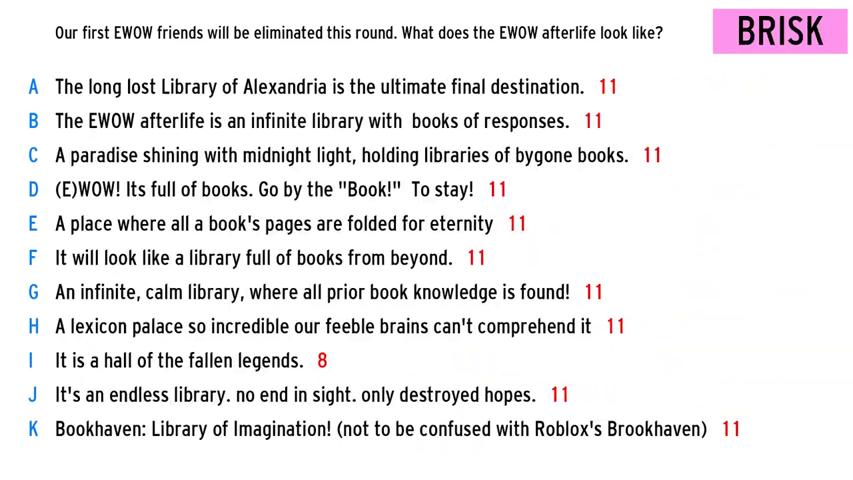 Our first EWOW friends will be eliminated this round. What does the EWOW afterlife look like?
BRISK
A The long lost Library of Alexandria is the ultimate final destination. 11
B The EWOW afterlife is an infinite library with  books of responses. 11
C A paradise shining with midnight light, holding libraries of bygone books. 11
D (E)WOW! Its full of books. Go by the "Book!"  To stay! 11
E A place where all a book's pages are folded for eternity 11
F It will look like a library full of books from beyond. 11
G An infinite, calm library, where all prior book knowledge is found! 11
H A lexicon palace so incredible our feeble brains can't comprehend it 11
I It is a hall of the fallen legends. 8
J It's an endless library. no end in sight. only destroyed hopes. 11
K Bookhaven: Library of Imagination! (not to be confused with Roblox's Brookhaven) 11